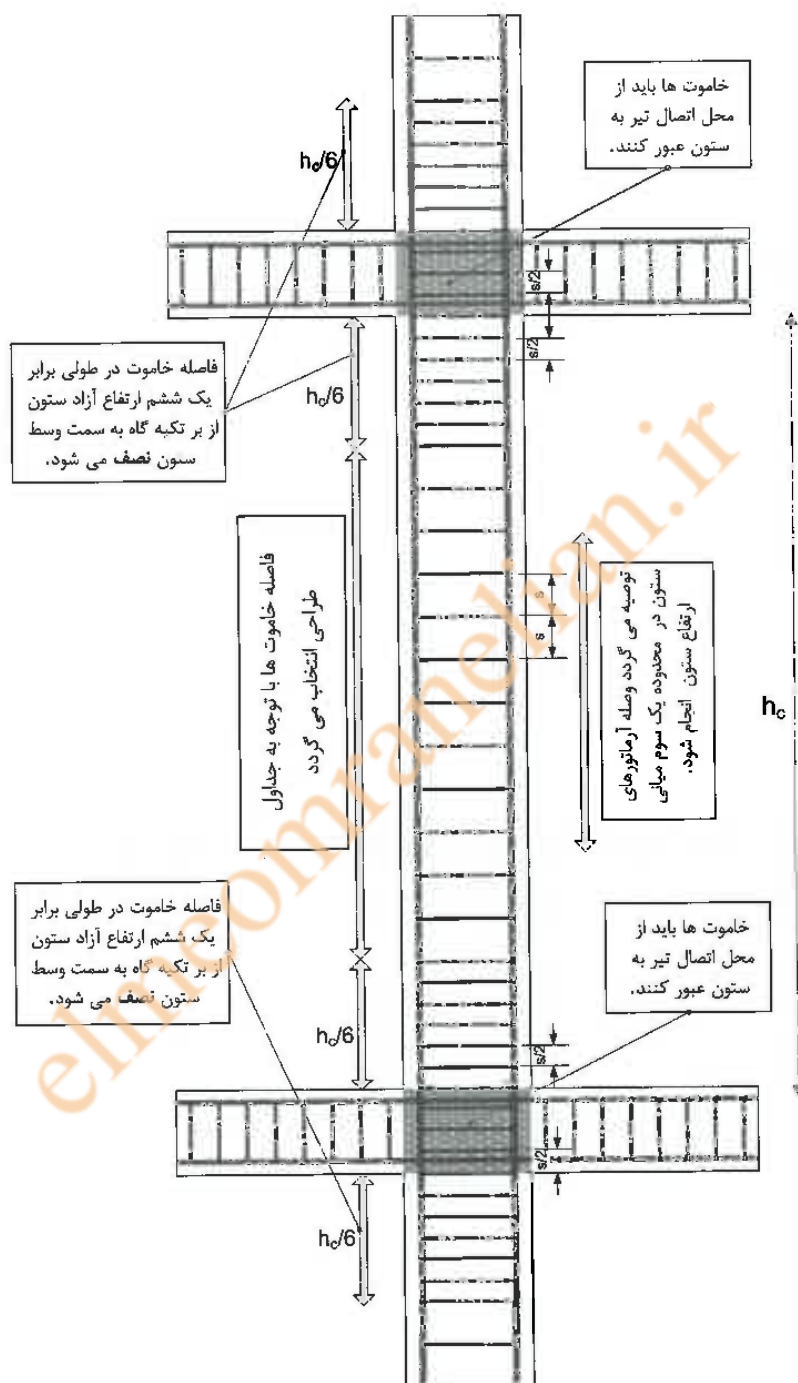 خاموت ها باید از
محل اتصال تیر به
ستون عبور کنند.
h_c/6
s/2
s/2
فاصله خاموت در طولی برابر
یک ششم ارتفاع آزاد ستون
از بر تکیه گاه به سمت وسط
ستون نصف می شود.
h_c/6
فاصله خاموت ها با توجه به جداول
طراحی انتخاب می گردد
s
s
توصیه می گردد وصله آرماتورهای
ستون در محدوده یک سوم میانی
ارتفاع ستون انجام شود.
h_c
فاصله خاموت در طولی برابر
یک ششم ارتفاع آزاد ستون
از بر تکیه گاه به سمت وسط
ستون نصف می شود.
خاموت ها باید از
محل اتصال تیر به
ستون عبور کنند.
h_c/6
s/2
s/2
h_c/6
elmeomranelian.ir